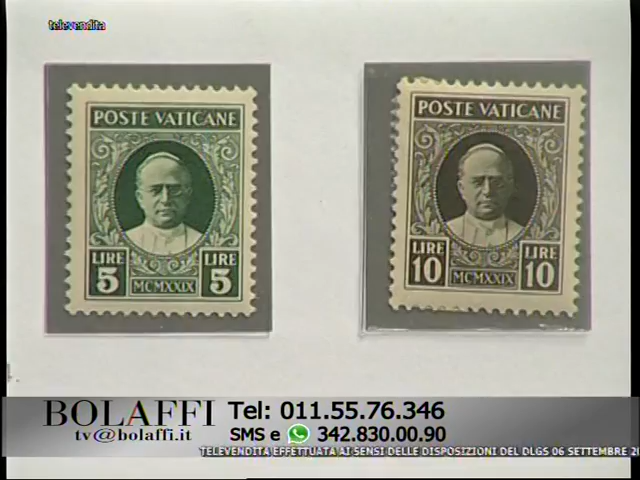 televendita
POSTE VATICANE
LIRE 5 LIRE 5
MCMXXIX
POSTE VATICANE
LIRE 10 LIRE 10
MCMXXIX
BOLAFFI
tv@bolaffi.it
Tel: 011.55.76.346
SMS e 342.830.00.90
TELEVENDITA EFFETTUATA AI SENSI DELLE DISPOSIZIONI DEL DLGS 06 SETTEMBRE